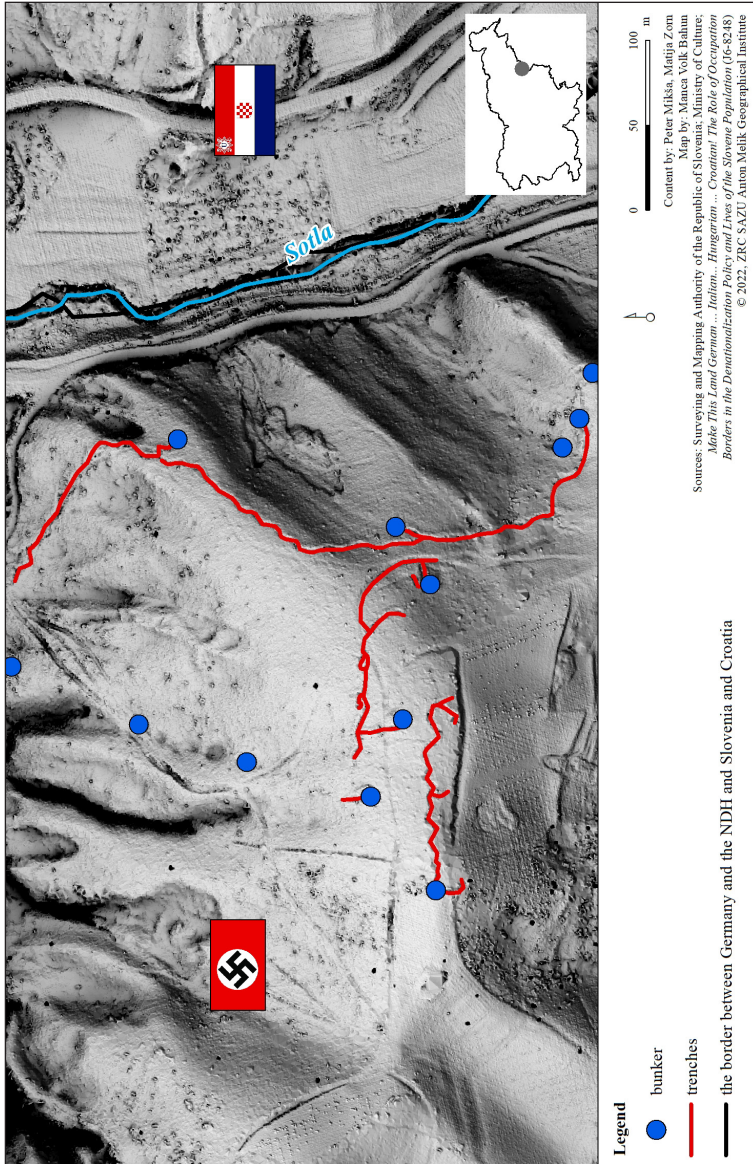 Sotla
Legend
bunker
trenches
the border between Germany and the NDH and Slovenia and Croatia
0 50 100
m
Content by: Peter Mikša, Matija Zorn
Map by: Manca Volk Bahun
Sources: Surveying and Mapping Authority of the Republic of Slovenia; Ministry of Culture;
Make This Land German ... Italian... Hungarian ... Croatian! The Role of Occupation
Borders in the Denationalization Policy and Lives of the Slovene Population (J6-8248)
© 2022, ZRC SAZU Anton Melik Geographical Institute